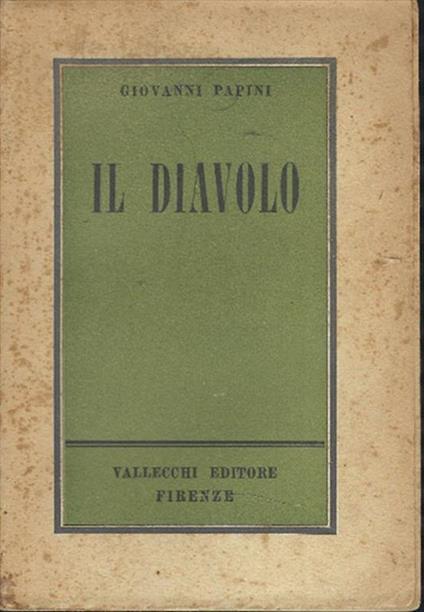 GIOVANNI PAPINI
IL DIAVOLO
VALLECCHI EDITORE
FIRENZE